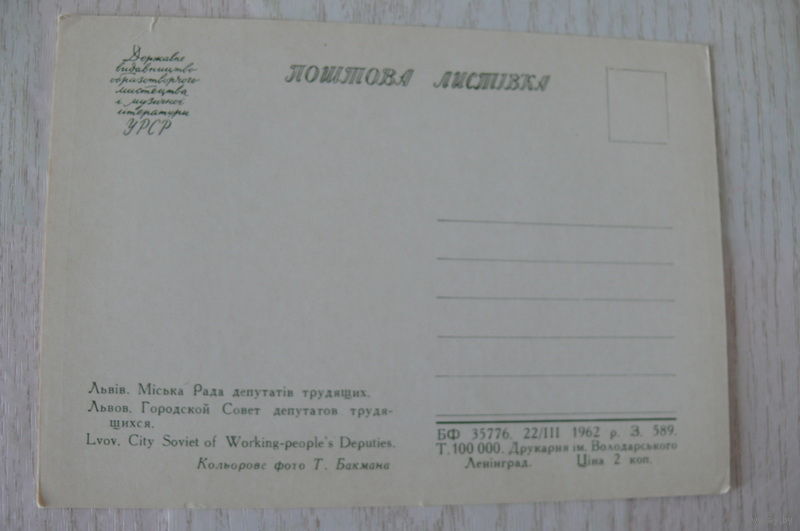 Державне
видавництво
образотворчого
мистецтва
і музичної
літератури
УРСР
ПОШТОВА ЛИСТІВКА
Львів. Міська Рада депутатів трудящих.
Львов. Городской Совет депутатов трудя-
щихся.
Lvov. City Soviet of Working-people's Deputies.
Кольорове фото Т. Бакмана
БФ 35776. 22/III 1962 р. З. 589.
Т. 100 000. Друкарня ім. Володарського
Ленінград. Ціна 2 коп.